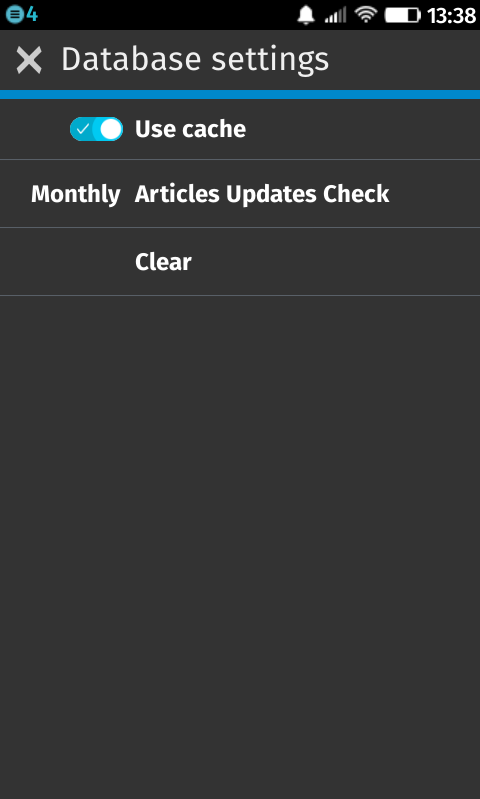 4 13:38
Database settings
Use cache
Monthly Articles Updates Check
Clear